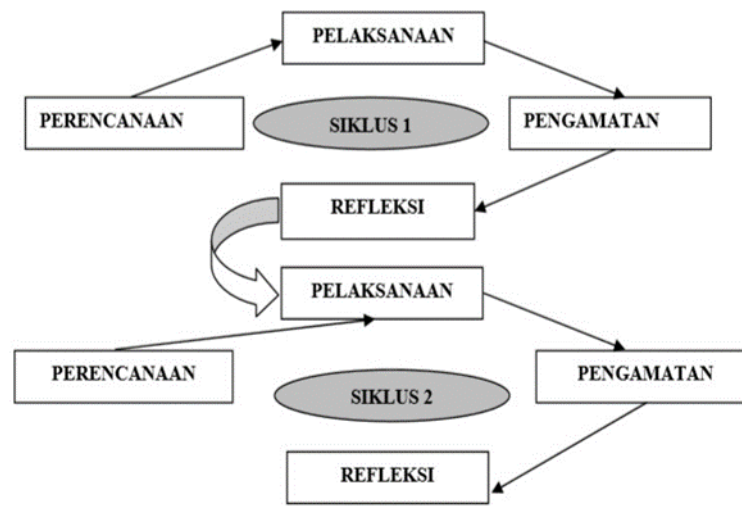 PELAKSANAAN
PERENCANAAN
SIKLUS 1
PENGAMATAN
REFLEKSI
PELAKSANAAN
PERENCANAAN
SIKLUS 2
PENGAMATAN
REFLEKSI